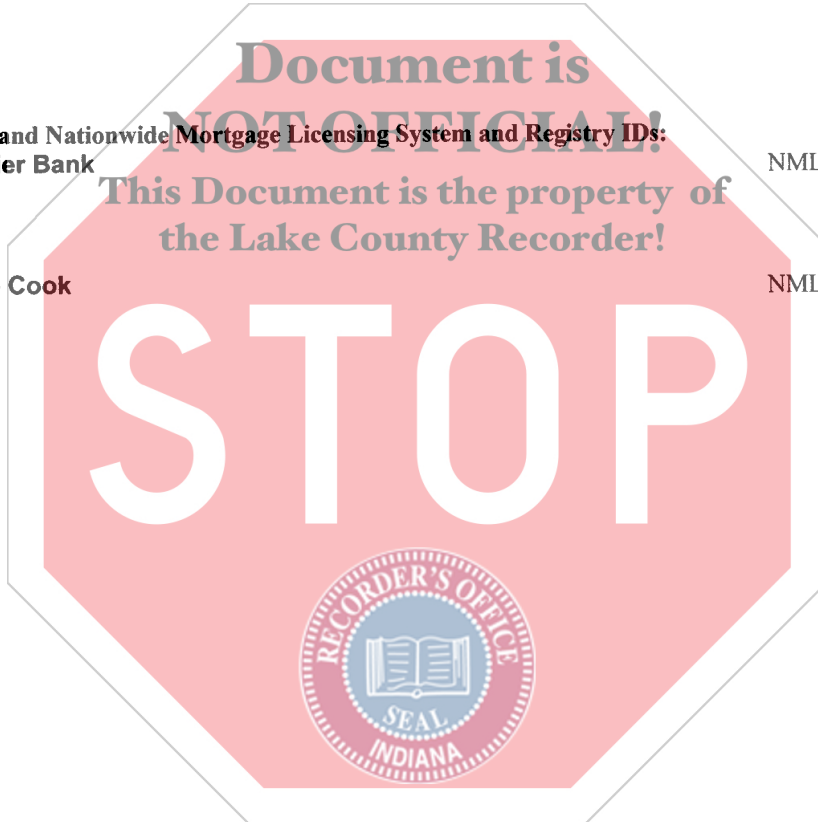 Document is
NOT OFFICIAL!
and Nationwide Mortgage Licensing System and Registry IDs:
er Bank
NML
This Document is the property of
the Lake County Recorder!
Cook
NML
STOP
RECORDER'S OFFICE
SEAL
INDIANA